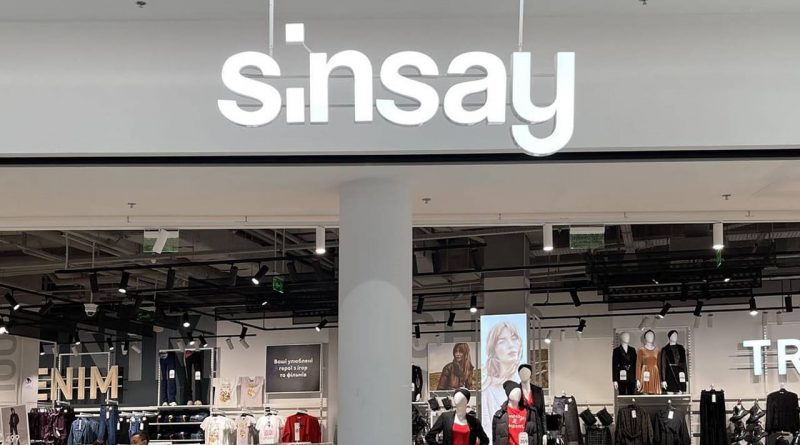 sinsay
Ваші улюблені
герої з ігор
та фільмів
ENIM
TR